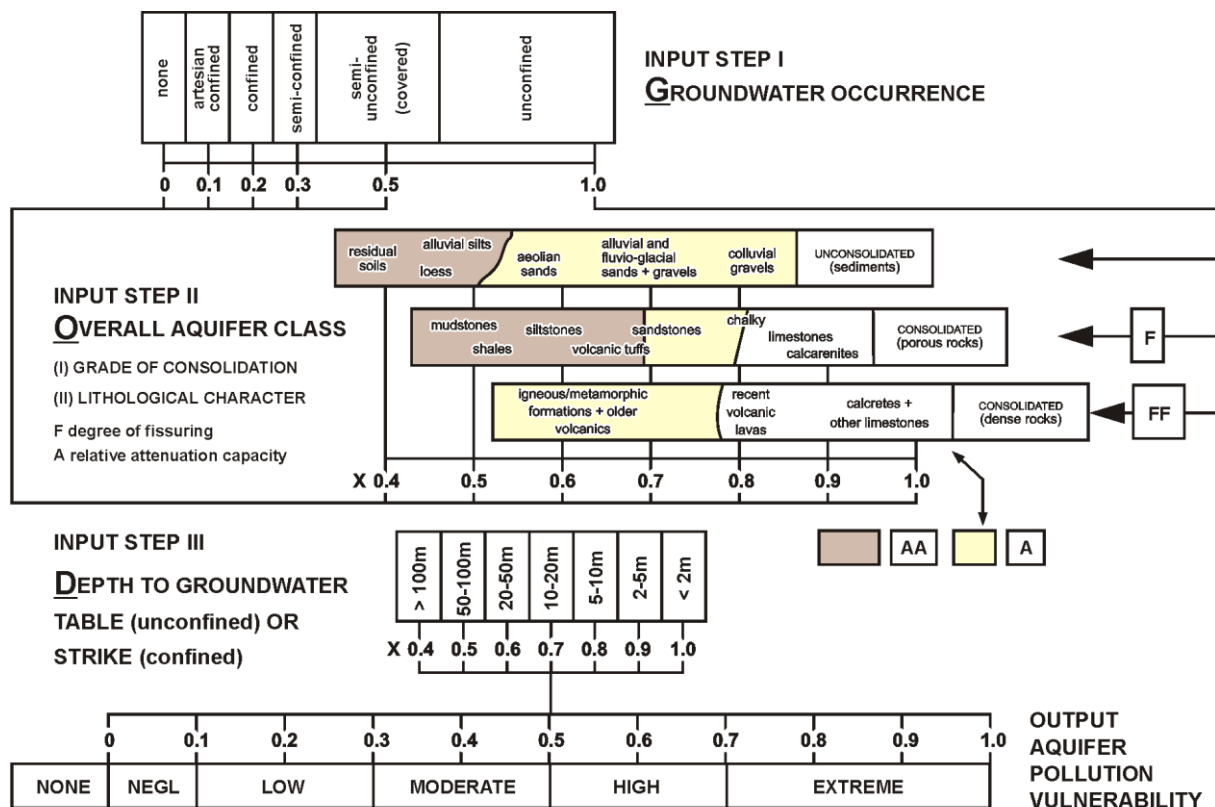 none
artesian
confined
confined
semi-confined
semi-
unconfined
(covered)
unconfined
INPUT STEP I
GROUNDWATER OCCURRENCE
0 0.1 0.2 0.3 0.5 1.0
residual
soils
alluvial silts
loess
aeolian
sands
alluvial and
fluvio-glacial
sands + gravels
colluvial
gravels
UNCONSOLIDATED
(sediments)
INPUT STEP II
OVERALL AQUIFER CLASS
(I) GRADE OF CONSOLIDATION
(II) LITHOLOGICAL CHARACTER
F degree of fissuring
A relative attenuation capacity
mudstones
shales
siltstones
volcanic tuffs
sandstones
chalky
limestones
calcarenites
CONSOLIDATED
(porous rocks)
F
igneous/metamorphic
formations + older
volcanics
recent
volcanic
lavas
calcretes +
other limestones
CONSOLIDATED
(dense rocks)
FF
X 0.4 0.5 0.6 0.7 0.8 0.9 1.0
AA
A
INPUT STEP III
DEPTH TO GROUNDWATER
TABLE (unconfined) OR
STRIKE (confined)
> 100m
50-100m
20-50m
10-20m
5-10m
2-5m
< 2m
X 0.4 0.5 0.6 0.7 0.8 0.9 1.0
0 0.1 0.2 0.3 0.4 0.5 0.6 0.7 0.8 0.9 1.0
NONE NEGL LOW MODERATE HIGH EXTREME
OUTPUT
AQUIFER
POLLUTION
VULNERABILITY